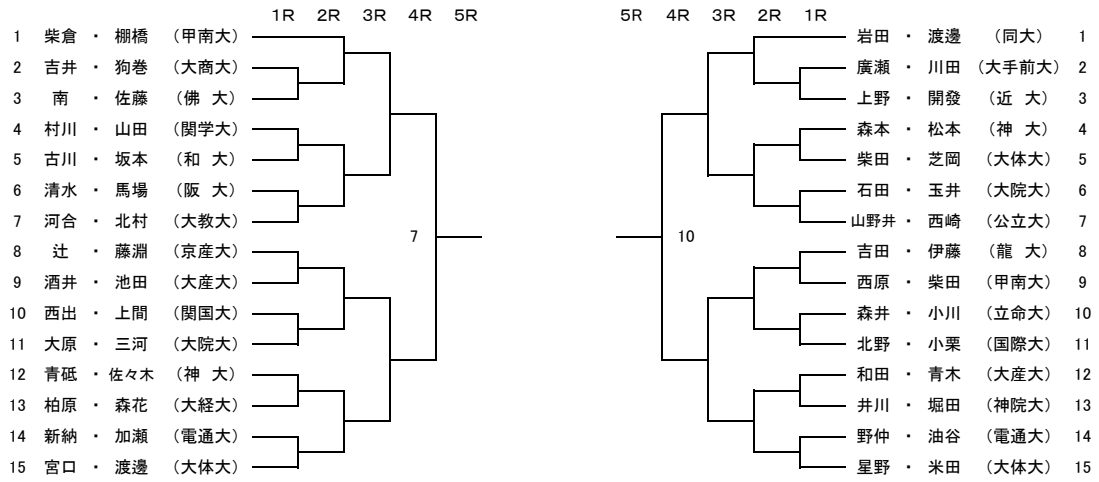 1R 2R 3R 4R 5R
1 柴倉 ・ 棚橋 （甲南大）
2 吉井 ・ 狗巻 （大商大）
3 南 ・ 佐藤 （佛 大）
4 村川 ・ 山田 （関学大）
5 古川 ・ 坂本 （和 大）
6 清水 ・ 馬場 （阪 大）
7 河合 ・ 北村 （大教大）
7
8 辻 ・ 藤淵 （京産大）
9 酒井 ・ 池田 （大産大）
10 西出 ・ 上間 （関国大）
11 大原 ・ 三河 （大院大）
12 青砥 ・ 佐々木 （神 大）
13 柏原 ・ 森花 （大経大）
14 新納 ・ 加瀬 （電通大）
15 宮口 ・ 渡邊 （大体大）
5R 4R 3R 2R 1R
岩田 ・ 渡邊 （同大） 1
廣瀬 ・ 川田 （大手前大） 2
上野 ・ 開發 （近 大） 3
森本 ・ 松本 （神 大） 4
柴田 ・ 芝岡 （大体大） 5
石田 ・ 玉井 （大院大） 6
山野井 ・ 西崎 （公立大） 7
10
吉田 ・ 伊藤 （龍 大） 8
西原 ・ 柴田 （甲南大） 9
森井 ・ 小川 （立命大） 10
北野 ・ 小栗 （国際大） 11
和田 ・ 青木 （大産大） 12
井川 ・ 堀田 （神院大） 13
野仲 ・ 油谷 （電通大） 14
星野 ・ 米田 （大体大） 15